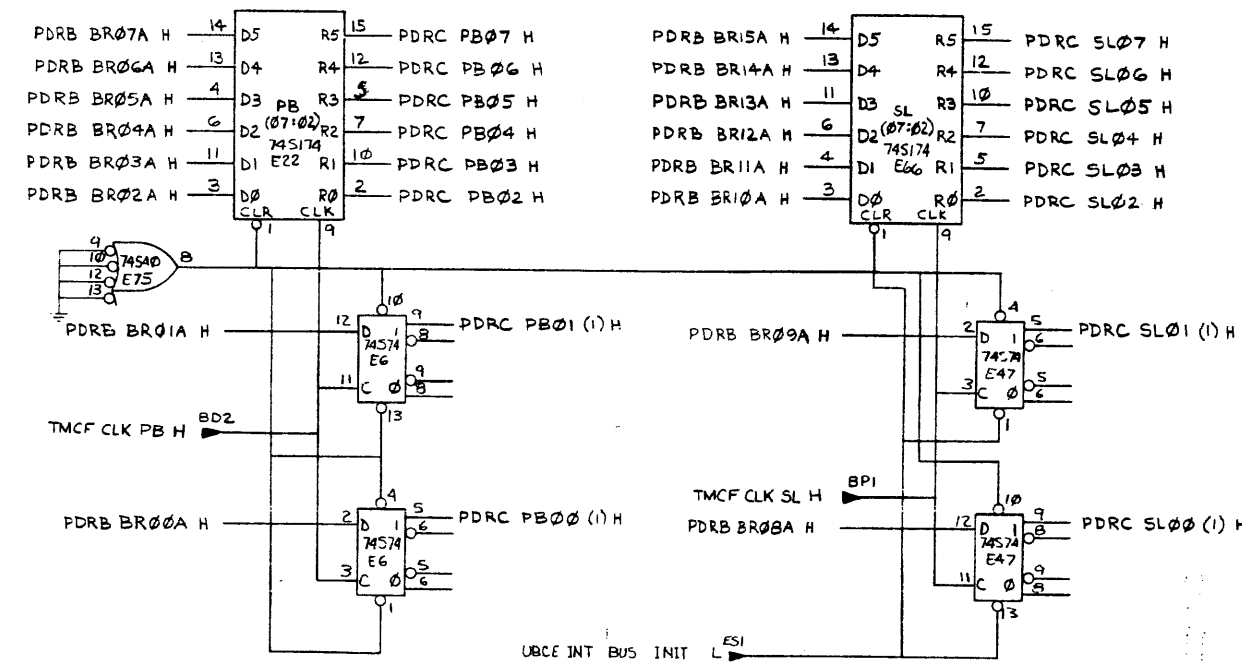 PDRB BRØ7A H 14 D5 R5 15 PDRC PBØ7 H
PDRB BRØ6A H 13 D4 R4 12 PDRC PBØ6 H
PDRB BRØ5A H 4 D3 R3 5 PDRC PBØ5 H
PDRB BRØ4A H 6 D2 R2 7 PDRC PBØ4 H
PDRB BRØ3A H 11 D1 R1 1Ø PDRC PBØ3 H
PDRB BRØ2A H 3 DØ RØ 2 PDRC PBØ2 H
PB
(Ø7:Ø2)
74S174
E22
CLR CLK
1 9
PDRB BR15A H 14 D5 R5 15 PDRC SLØ7 H
PDRB BR14A H 13 D4 R4 12 PDRC SLØ6 H
PDRB BR13A H 11 D3 R3 1Ø PDRC SLØ5 H
PDRB BR12A H 6 D2 R2 7 PDRC SLØ4 H
PDRB BR11A H 4 D1 R1 5 PDRC SLØ3 H
PDRB BR1ØA H 3 DØ RØ 2 PDRC SLØ2 H
SL
(Ø7:Ø2)
74S174
E66
CLR CLK
1 9
9
1Ø
12
13
74S4Ø
E75
8
1Ø
PDRB BRØ1A H 12 D 1 9 PDRC PBØ1 (1) H
8
74S74
E6
9
11 C Ø 8
13
TMCF CLK PB H BD2
4
PDRB BRØØA H 2 D 1 5 PDRC PBØØ (1) H
6
74S74
E6
5
3 C Ø 6
1
1 4
PDRB BRØ9A H 2 D 1 5 PDRC SLØ1 (1) H
6
74S74
E47
5
3 C Ø 6
1
TMCF CLK SL H BP1
1Ø
PDRB BRØ8A H 12 D 1 9 PDRC SLØØ (1) H
8
74S74
E47
9
11 C Ø 8
13
UBCE INT BUS INIT L ES1